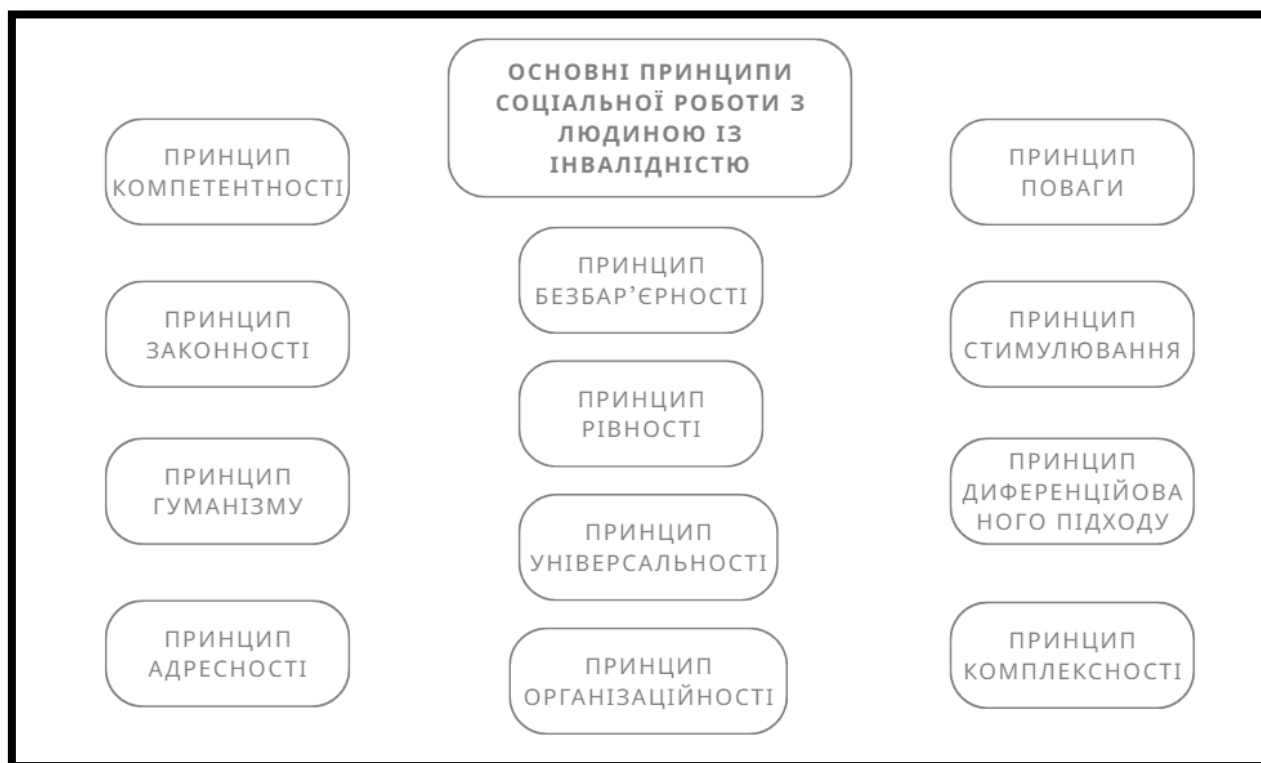 ОСНОВНІ ПРИНЦИПИ
СОЦІАЛЬНОЇ РОБОТИ З
ЛЮДИНОЮ ІЗ
ІНВАЛІДНІСТЮ
ПРИНЦИП
КОМПЕТЕНТНОСТІ
ПРИНЦИП
ЗАКОННОСТІ
ПРИНЦИП
ГУМАНІЗМУ
ПРИНЦИП
АДРЕСНОСТІ
ПРИНЦИП
БЕЗБАР’ЄРНОСТІ
ПРИНЦИП
РІВНОСТІ
ПРИНЦИП
УНІВЕРСАЛЬНОСТІ
ПРИНЦИП
ОРГАНІЗАЦІЙНОСТІ
ПРИНЦИП
ПОВАГИ
ПРИНЦИП
СТИМУЛЮВАННЯ
ПРИНЦИП
ДИФЕРЕНЦІЙОВА
НОГО ПІДХОДУ
ПРИНЦИП
КОМПЛЕКСНОСТІ